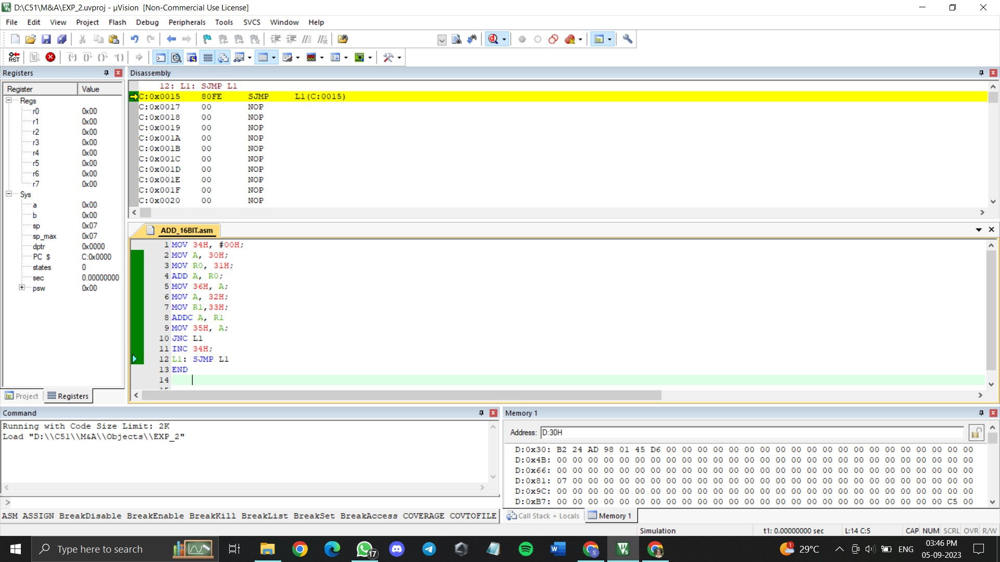 D:\C51\M&A\EXP_2.uvproj - µVision  [Non-Commercial Use License]
File Edit View Project Flash Debug Peripherals Tools SVCS Window Help
RST
Registers
Register Value
Regs
r0 0x00
r1 0x00
r2 0x00
r3 0x00
r4 0x00
r5 0x00
r6 0x00
r7 0x00
Sys
a 0x00
b 0x00
sp 0x07
sp_max 0x07
dptr 0x0000
PC $ C:0x0000
states 0
sec 0.00000000
psw 0x00
Project Registers
Disassembly
12: L1: SJMP L1
C:0x0015 80FE SJMP L1(C:0015)
C:0x0017 00 NOP
C:0x0018 00 NOP
C:0x0019 00 NOP
C:0x001A 00 NOP
C:0x001B 00 NOP
C:0x001C 00 NOP
C:0x001D 00 NOP
C:0x001E 00 NOP
C:0x001F 00 NOP
C:0x0020 00 NOP
ADD_16BIT.asm
1 MOV 34H, #00H;
2 MOV A, 30H;
3 MOV R0, 31H;
4 ADD A, R0;
5 MOV 36H, A;
6 MOV A, 32H;
7 MOV R1,33H;
8 ADDC A, R1
9 MOV 35H, A;
10 JNC L1
11 INC 34H;
12 L1: SJMP L1
13 END
14
15
Command
Running with Code Size Limit: 2K
Load "D:\\C51\\M&A\\Objects\\EXP_2"
>
ASM ASSIGN BreakDisable BreakEnable BreakKill BreakList BreakSet BreakAccess COVERAGE COVTOFILE
Memory 1
Address: D:30H
D:0x30: B2 24 AD 98 01 45 D6 00 00 00 00 00 00 00 00 00 00 00 00 00 00 00 00 00 00 00 00
D:0x4B: 00 00 00 00 00 00 00 00 00 00 00 00 00 00 00 00 00 00 00 00 00 00 00 00 00 00 00
D:0x66: 00 00 00 00 00 00 00 00 00 00 00 00 00 00 00 00 00 00 00 00 00 00 00 00 00 00 00
D:0x81: 07 00 00 00 00 00 00 00 00 00 00 00 00 00 00 00 00 00 00 00 00 00 00 00 00 00 00
D:0x9C: 00 00 00 00 00 00 00 00 00 00 00 00 00 00 00 00 00 00 00 00 00 00 00 00 00 00 00
D:0xB7: 00 00 00 00 00 00 00 00 00 00 00 00 00 00 00 00 00 00 00 00 00 00 00 00 00 C5 00
Call Stack + Locals Memory 1
Simulation t1: 0.00000000 sec L:14 C:5 CAP NUM SCRL OVR R/W
Type here to search
17
1
29°C
ENG
03:46 PM
05-09-2023